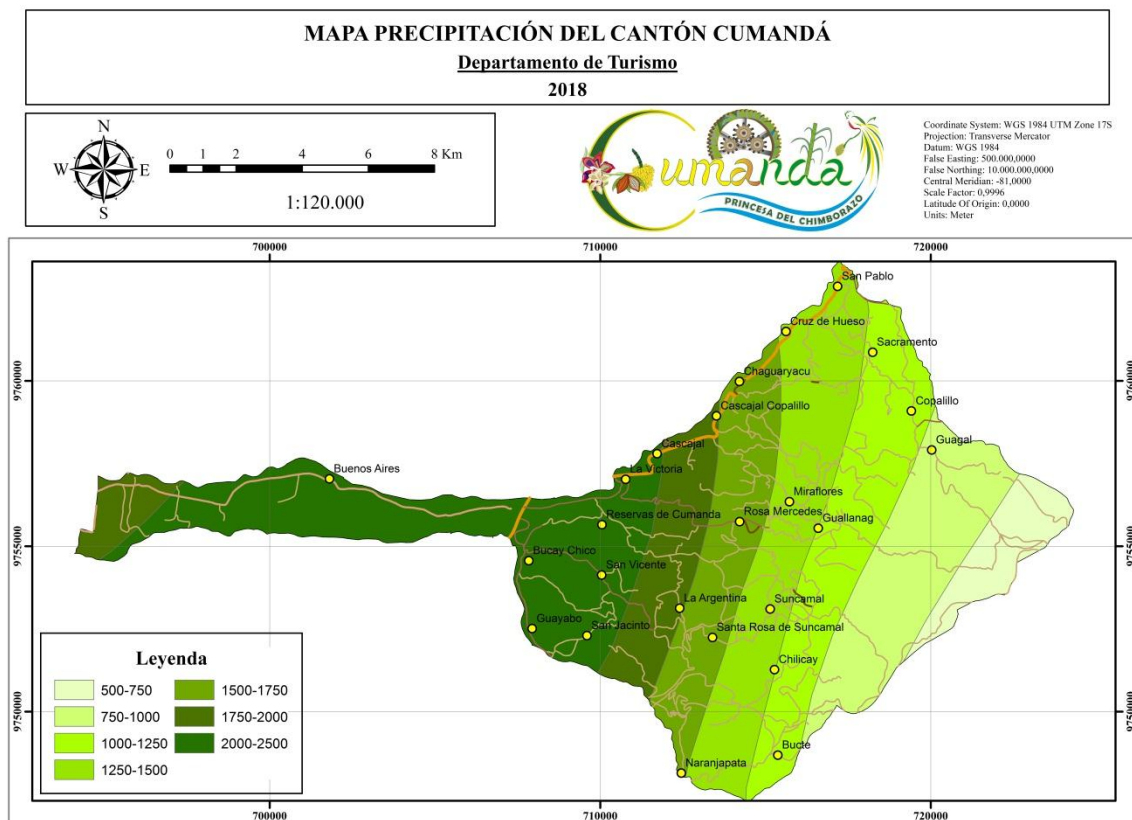 MAPA PRECIPITACIÓN DEL CANTÓN CUMANDÁ
Departamento de Turismo
2018
N
W E
S
0 1 2 4 6 8 Km
1:120.000
Cumanda
PRINCESA DEL CHIMBORAZO
Coordinate System: WGS 1984 UTM Zone 17S
Projection: Transverse Mercator
Datum: WGS 1984
False Easting: 500.000,0000
False Northing: 10.000.000,0000
Central Meridian: -81,0000
Scale Factor: 0,9996
Latitude Of Origin: 0,0000
Units: Meter
700000 710000 720000
San Pablo
Cruz de Hueso
Sacramento
9760000 9760000
Chaguaryacu
Copalillo
Cascajal Copalillo
Guagal
Cascajal
Buenos Aires
La Victoria
Miraflores
Reservas de Cumanda
Rosa Mercedes
Guallanag
9755000 9755000
Bucay Chico
San Vicente
La Argentina
Suncamal
Guayabo
San Jacinto
Santa Rosa de Suncamal
Chilicay
9750000 9750000
Bucte
Naranjapata
Leyenda
500-750
750-1000
1000-1250
1250-1500
1500-1750
1750-2000
2000-2500
700000 710000 720000